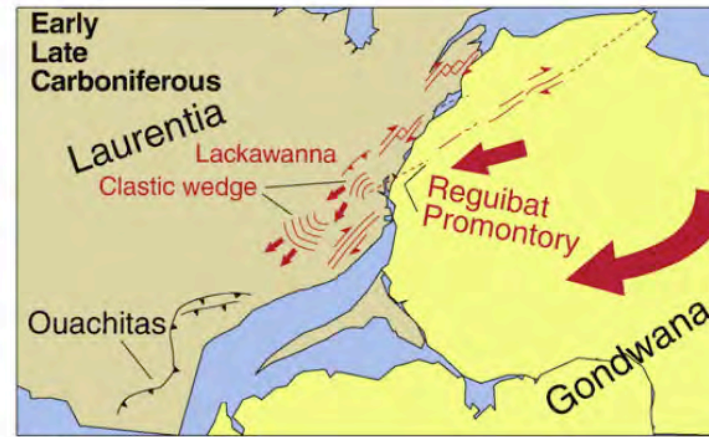 Early
Late
Carboniferous
Laurentia
Lackawanna
Clastic wedge
Reguibat
Promontory
Ouachitas
Gondwana